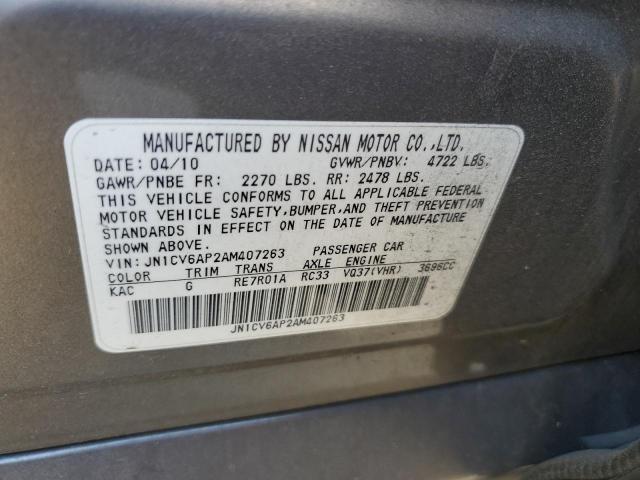 MANUFACTURED BY NISSAN MOTOR CO.,LTD.
DATE: 04/10 GVWR/PNBV: 4722 LBS.
GAWR/PNBE FR: 2270 LBS. RR: 2478 LBS.
THIS VEHICLE CONFORMS TO ALL APPLICABLE FEDERAL
MOTOR VEHICLE SAFETY,BUMPER,AND THEFT PREVENTION
STANDARDS IN EFFECT ON THE DATE OF MANUFACTURE
SHOWN ABOVE.
VIN: JN1CV6AP2AM407263 PASSENGER CAR
COLOR TRIM TRANS AXLE ENGINE
KAC G RE7R01A RC33 VQ37(VHR) 3696CC
JN1CV6AP2AM407263